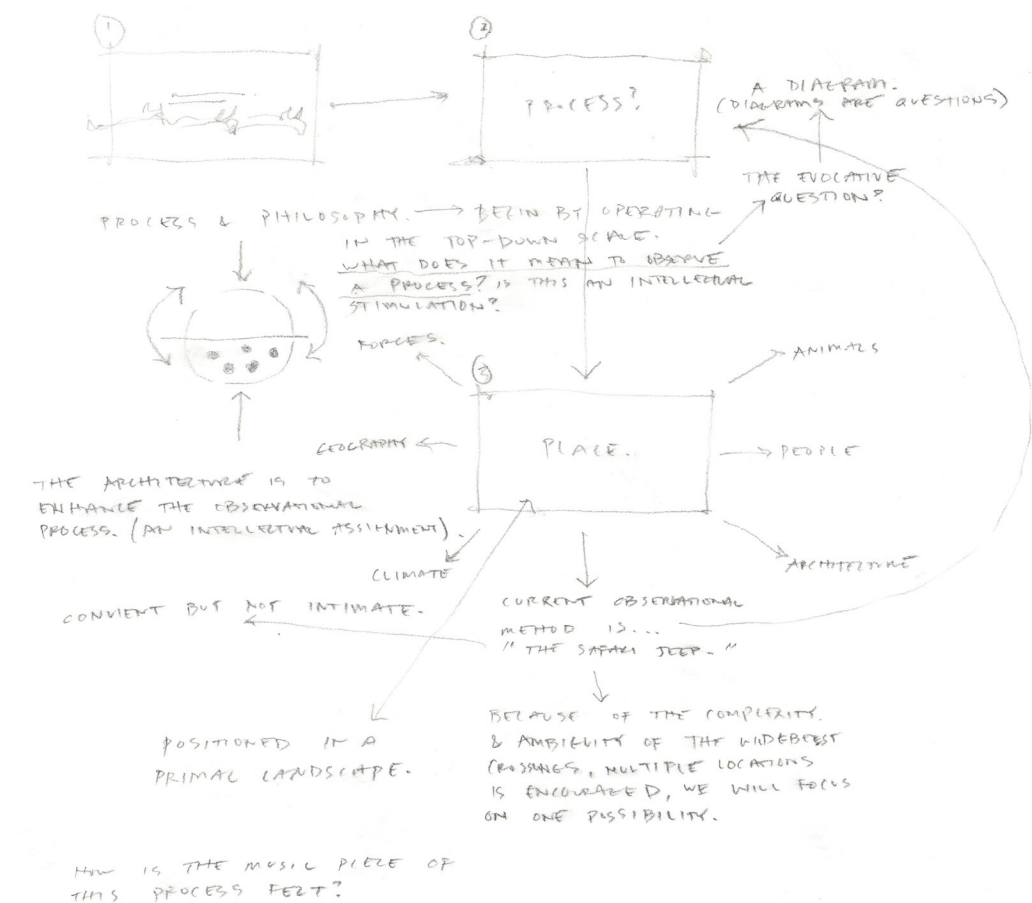 1
2
PROCESS?
A DIAGRAM.
(DIAGRAMS ARE QUESTIONS)
THE EVOCATIVE
QUESTION?
PROCESS & PHILOSOPHY. → BEGIN BY OPERATING
IN THE TOP-DOWN SCALE.
WHAT DOES IT MEAN TO OBSERVE
A PROCESS? IS THIS AN INTELLECTUAL
STIMULATION?
FORCES.
3
ANIMALS
GEOGRAPHY
PLACE.
PEOPLE
THE ARCHITECTURE IS TO
ENHANCE THE OBSERVATIONAL
PROCESS. (AN INTELLECTUAL ASSIGNMENT).
CLIMATE
ARCHITECTURE
CONVIENT BUT NOT INTIMATE.
CURRENT OBSERVATIONAL
METHOD IS...
"THE SAFARI JEEP."
POSITIONED IN A
PRIMAL LANDSCAPE.
BECAUSE OF THE COMPLEXITY.
& AMBIGUITY OF THE WIDEBEEST
CROSSINGS, MULTIPLE LOCATIONS
IS ENCOURAGED, WE WILL FOCUS
ON ONE POSSIBILITY.
HOW IS THE MUSIC PIECE OF
THIS PROCESS FELT?